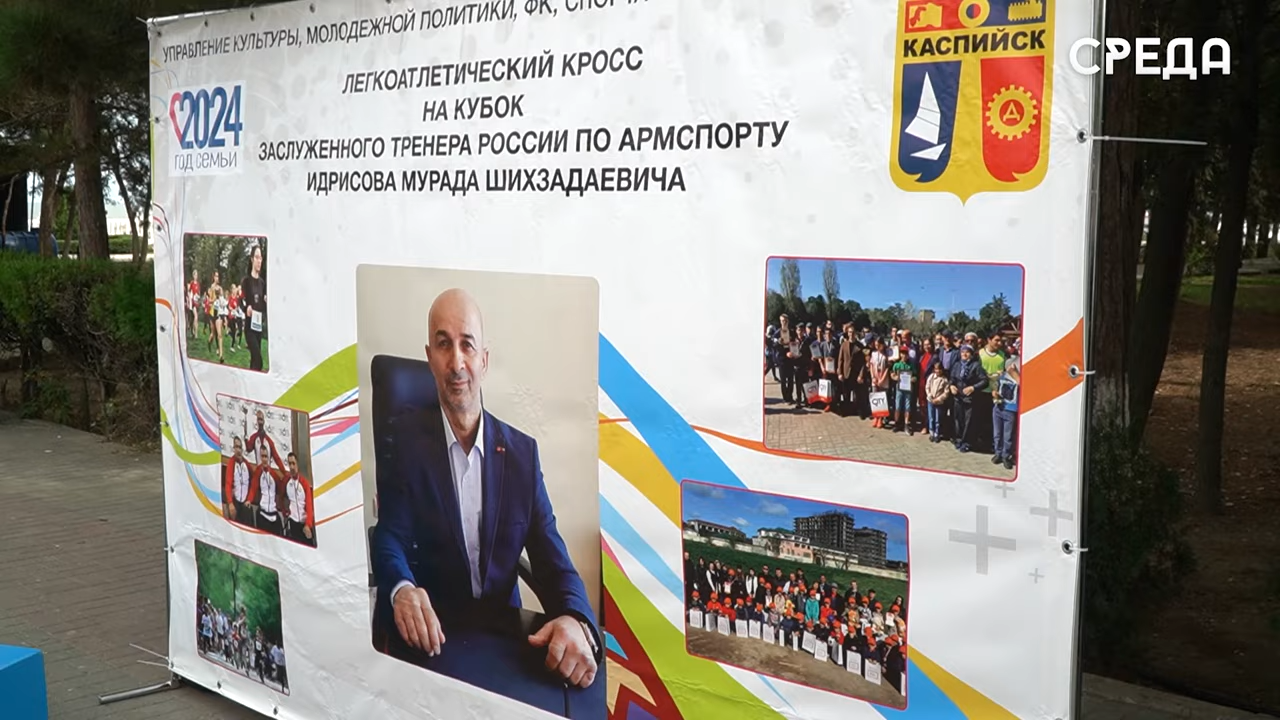 УПРАВЛЕНИЕ КУЛЬТУРЫ, МОЛОДЕЖНОЙ ПОЛИТИКИ, ФК, СПОРТА
ЛЕГКОАТЛЕТИЧЕСКИЙ КРОСС
НА КУБОК
ЗАСЛУЖЕННОГО ТРЕНЕРА РОССИИ ПО АРМСПОРТУ
ИДРИСОВА МУРАДА ШИХЗАДАЕВИЧА
2024
ГОД СЕМЬИ
КАСПИЙСК
СРЕДА